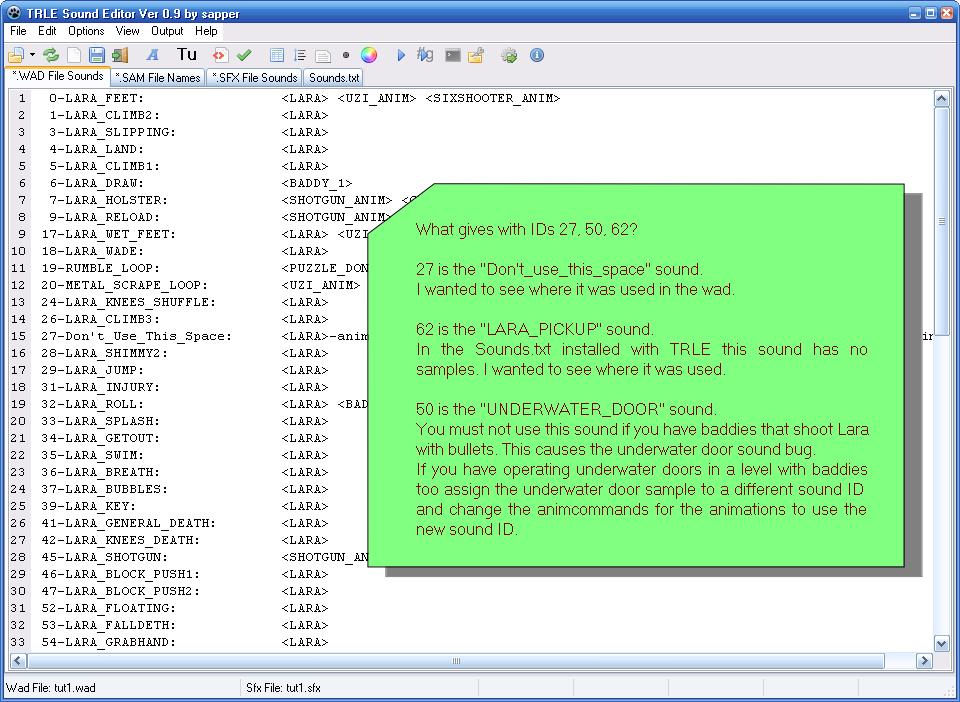 TRLE Sound Editor Ver 0.9 by sapper
File Edit Options View Output Help
A Tu
*.WAD File Sounds *.SAM File Names *.SFX File Sounds Sounds.txt
1 0-LARA_FEET: <LARA> <UZI_ANIM> <SIXSHOOTER_ANIM>
2 1-LARA_CLIMB2: <LARA>
3 3-LARA_SLIPPING: <LARA>
4 4-LARA_LAND: <LARA>
5 5-LARA_CLIMB1: <LARA>
6 6-LARA_DRAW: <BADDY_1>
7 7-LARA_HOLSTER: <SHOTGUN_ANIM>
8 9-LARA_RELOAD: <SHOTGUN_ANIM>
9 17-LARA_WET_FEET: <LARA> <UZI
10 18-LARA_WADE: <LARA>
11 19-RUMBLE_LOOP: <PUZZLE_DON
12 20-METAL_SCRAPE_LOOP: <UZI_ANIM>
13 24-LARA_KNEES_SHUFFLE: <LARA>
14 26-LARA_CLIMB3: <LARA>
15 27-Don't_Use_This_Space: <LARA>-anim
16 28-LARA_SHIMMY2: <LARA>
17 29-LARA_JUMP: <LARA>
18 31-LARA_INJURY: <LARA>
19 32-LARA_ROLL: <LARA> <BAD
20 33-LARA_SPLASH: <LARA>
21 34-LARA_GETOUT: <LARA>
22 35-LARA_SWIM: <LARA>
23 36-LARA_BREATH: <LARA>
24 37-LARA_BUBBLES: <LARA>
25 39-LARA_KEY: <LARA>
26 41-LARA_GENERAL_DEATH: <LARA>
27 42-LARA_KNEES_DEATH: <LARA>
28 45-LARA_SHOTGUN: <SHOTGUN_AN
29 46-LARA_BLOCK_PUSH1: <LARA>
30 47-LARA_BLOCK_PUSH2: <LARA>
31 52-LARA_FLOATING: <LARA>
32 53-LARA_FALLDETH: <LARA>
33 54-LARA_GRABHAND: <LARA>
What gives with IDs 27, 50, 62?
27 is the "Don't_use_this_space" sound.
I wanted to see where it was used in the wad.
62 is the "LARA_PICKUP" sound.
In the Sounds.txt installed with TRLE this sound has no
samples. I wanted to see where it was used.
50 is the "UNDERWATER_DOOR" sound.
You must not use this sound if you have baddies that shoot Lara
with bullets. This causes the underwater door sound bug.
If you have operating underwater doors in a level with baddies
too assign the underwater door sample to a different sound ID
and change the animcommands for the animations to use the
new sound ID.
Wad File: tut1.wad Sfx File: tut1.sfx